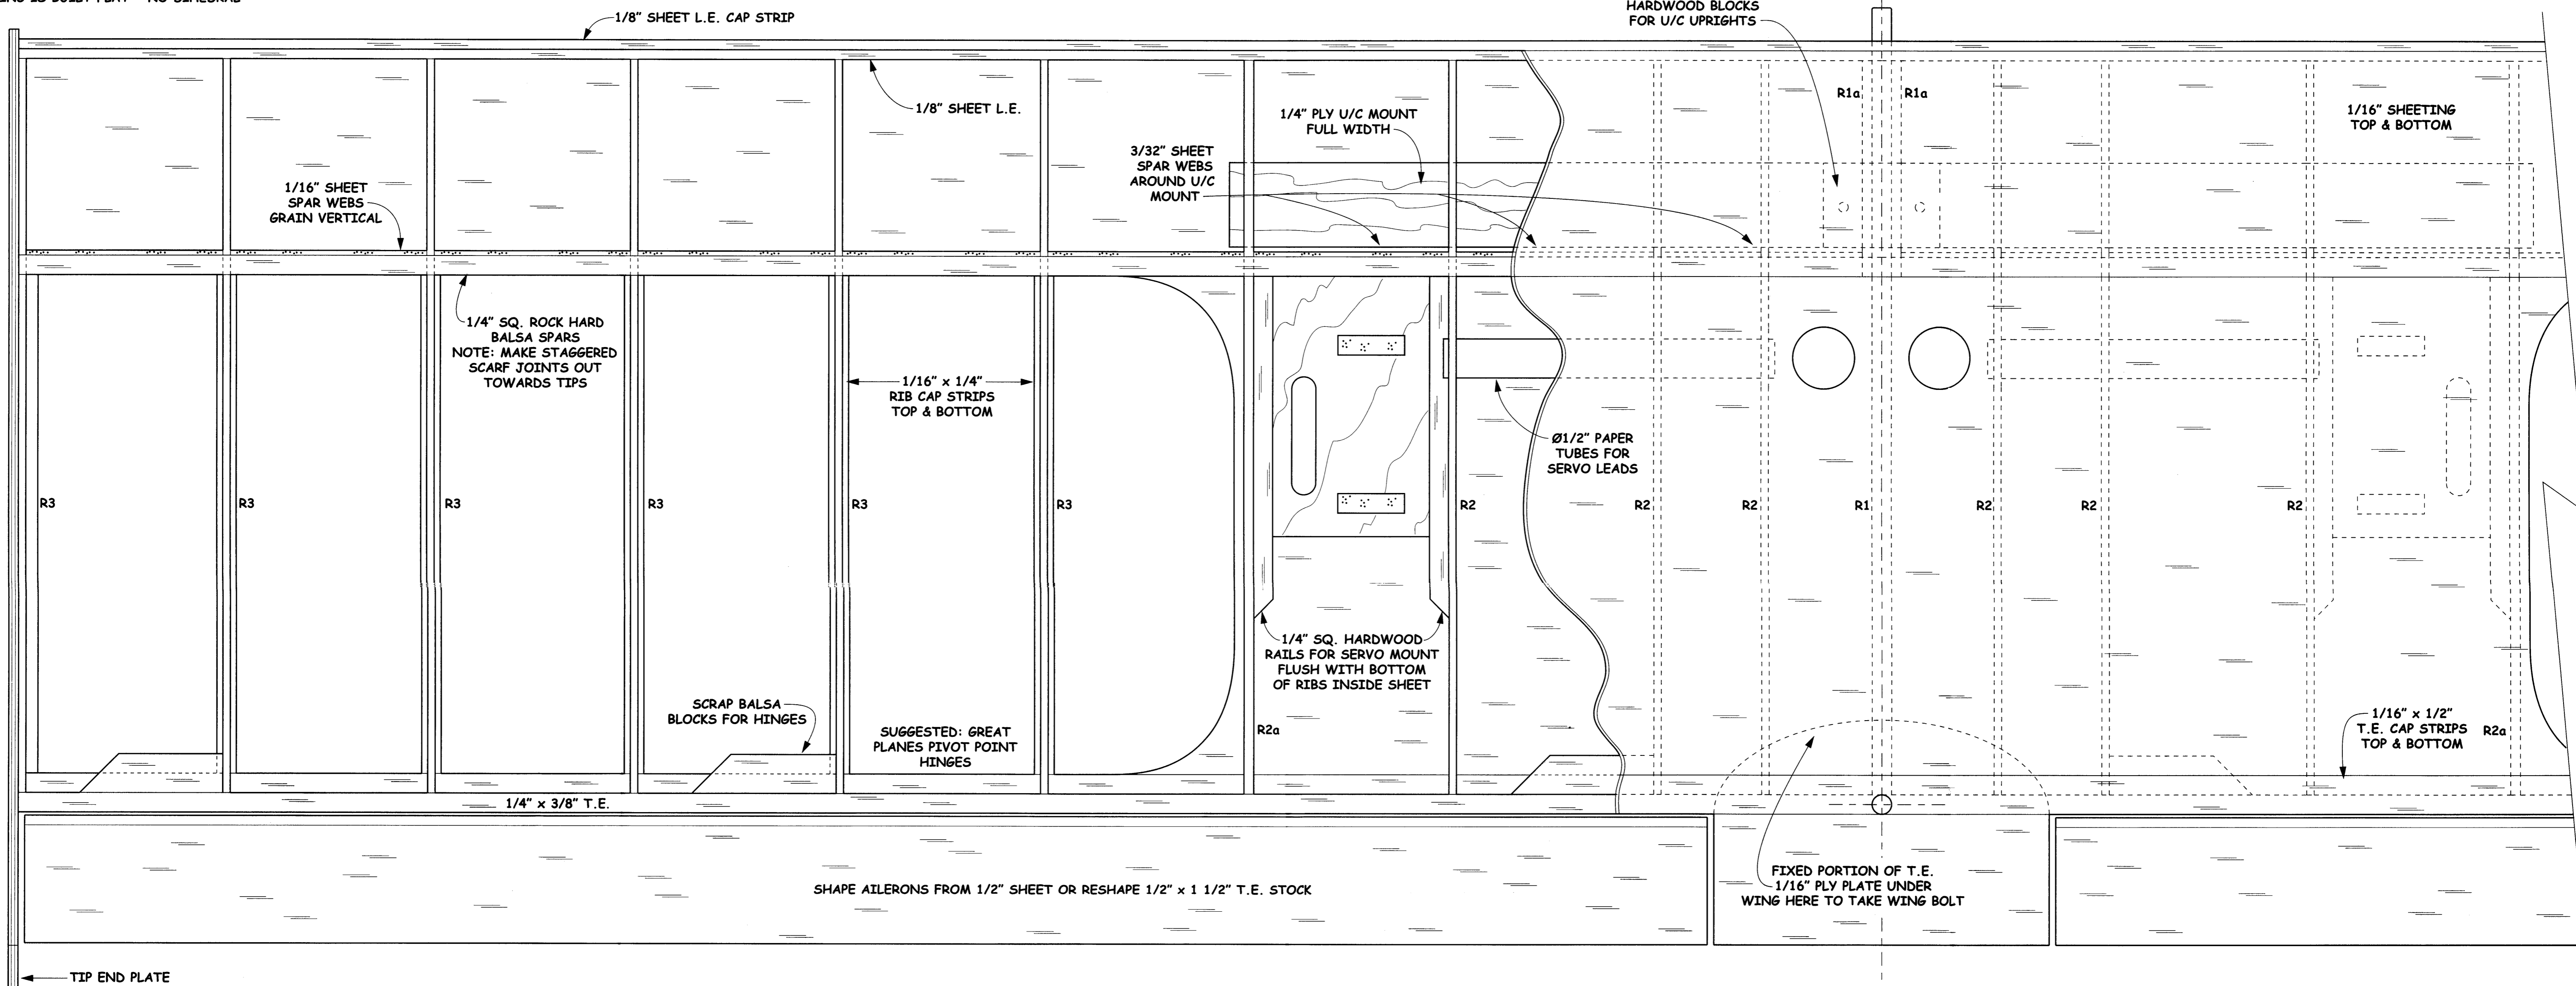 WING IS BUILT FLAT - NO DIHEDRAL
1/8" SHEET L.E. CAP STRIP
HARDWOOD BLOCKS
FOR U/C UPRIGHTS
1/8" SHEET L.E.
1/4" PLY U/C MOUNT
FULL WIDTH
R1a
R1a
1/16" SHEETING
TOP & BOTTOM
3/32" SHEET
SPAR WEBS
AROUND U/C
MOUNT
1/16" SHEET
SPAR WEBS
GRAIN VERTICAL
1/4" SQ. ROCK HARD
BALSA SPARS
NOTE: MAKE STAGGERED
SCARF JOINTS OUT
TOWARDS TIPS
1/16" x 1/4"
RIB CAP STRIPS
TOP & BOTTOM
Ø1/2" PAPER
TUBES FOR
SERVO LEADS
R3
R3
R3
R3
R3
R3
R2
R2
R2
R1
R2
R2
R2
1/4" SQ. HARDWOOD
RAILS FOR SERVO MOUNT
FLUSH WITH BOTTOM
OF RIBS INSIDE SHEET
SCRAP BALSA
BLOCKS FOR HINGES
SUGGESTED: GREAT
PLANES PIVOT POINT
HINGES
R2a
1/16" x 1/2"
T.E. CAP STRIPS
TOP & BOTTOM
R2a
1/4" x 3/8" T.E.
SHAPE AILERONS FROM 1/2" SHEET OR RESHAPE 1/2" x 1 1/2" T.E. STOCK
FIXED PORTION OF T.E.
1/16" PLY PLATE UNDER
WING HERE TO TAKE WING BOLT
TIP END PLATE